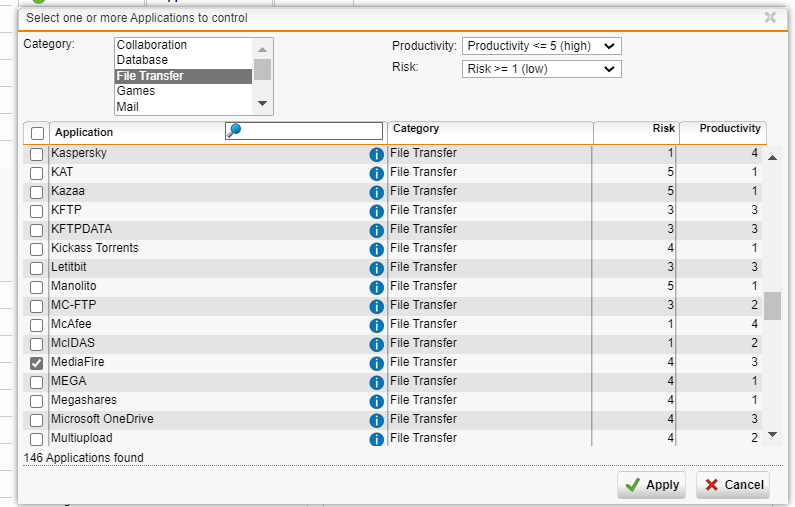 Select one or more Applications to control
Category:
Collaboration
Database
File Transfer
Games
Mail
Productivity: Productivity <= 5 (high)
Risk: Risk >= 1 (low)
Application Category Risk Productivity
Kaspersky File Transfer 1 4
KAT File Transfer 5 1
Kazaa File Transfer 5 1
KFTP File Transfer 3 3
KFTPDATA File Transfer 3 3
Kickass Torrents File Transfer 4 1
Letitbit File Transfer 3 3
Manolito File Transfer 5 1
MC-FTP File Transfer 3 2
McAfee File Transfer 1 4
McIDAS File Transfer 1 2
MediaFire File Transfer 4 3
MEGA File Transfer 4 1
Megashares File Transfer 4 1
Microsoft OneDrive File Transfer 4 3
Multiupload File Transfer 4 2
146 Applications found
Apply Cancel